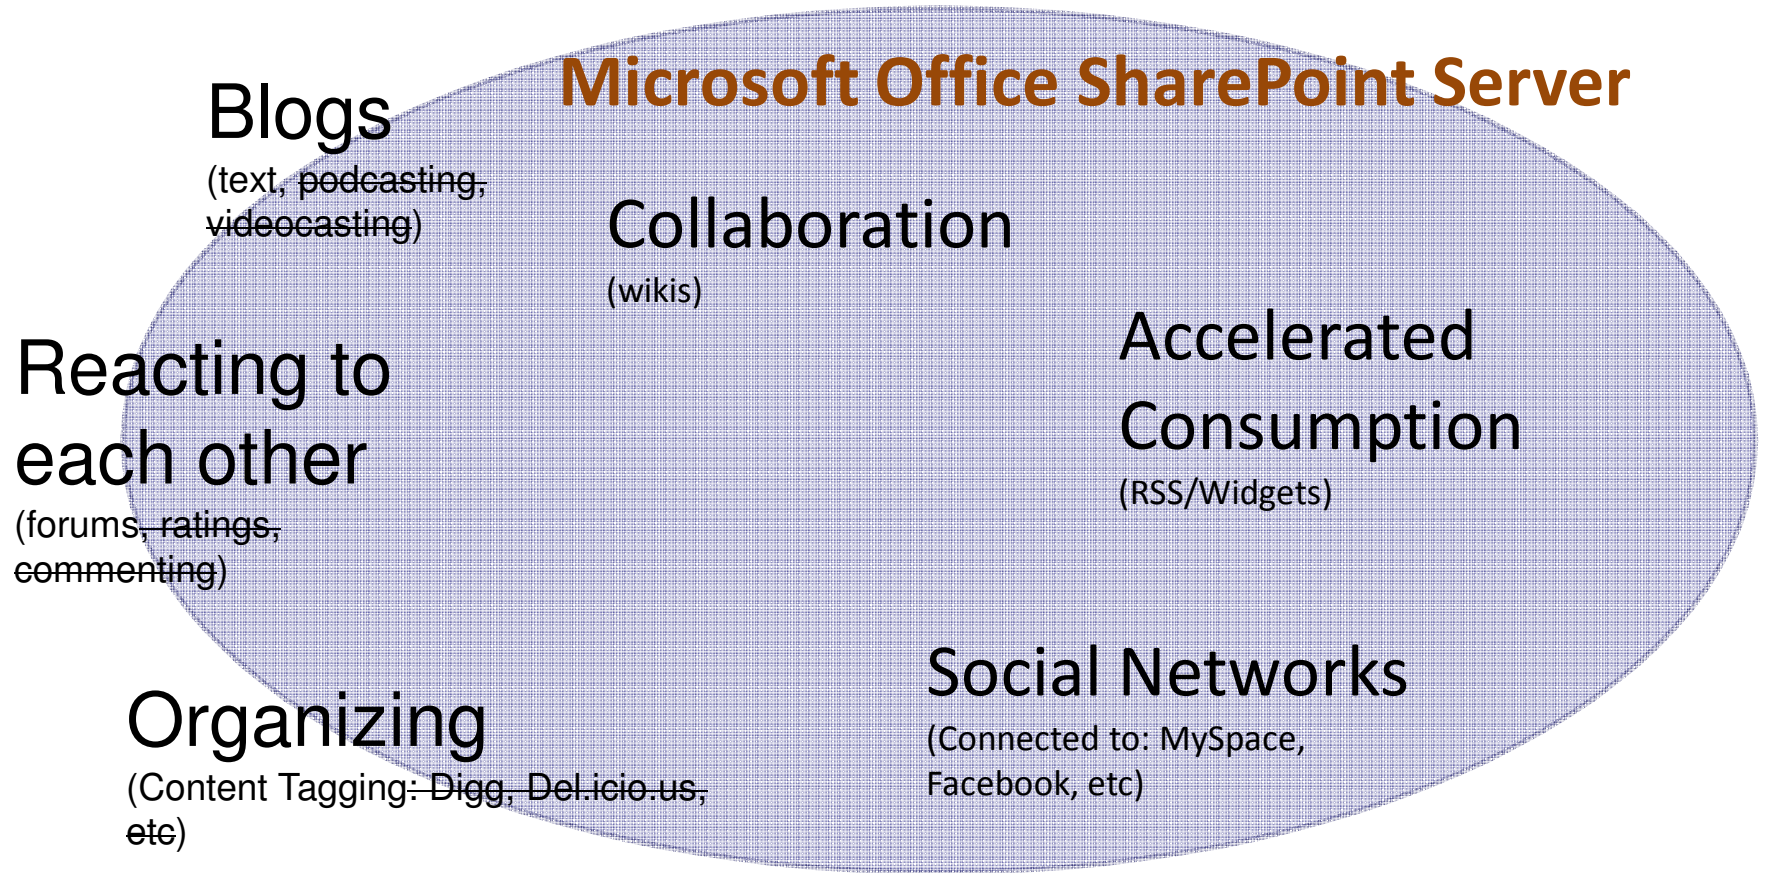 Microsoft Office SharePoint Server
Blogs
(text, podcasting,
videocasting)
Collaboration
(wikis)
Accelerated
Consumption
(RSS/Widgets)
Reacting to
each other
(forums, ratings,
commenting)
Social Networks
(Connected to: MySpace,
Facebook, etc)
Organizing
(Content Tagging: Digg, Del.icio.us,
etc)